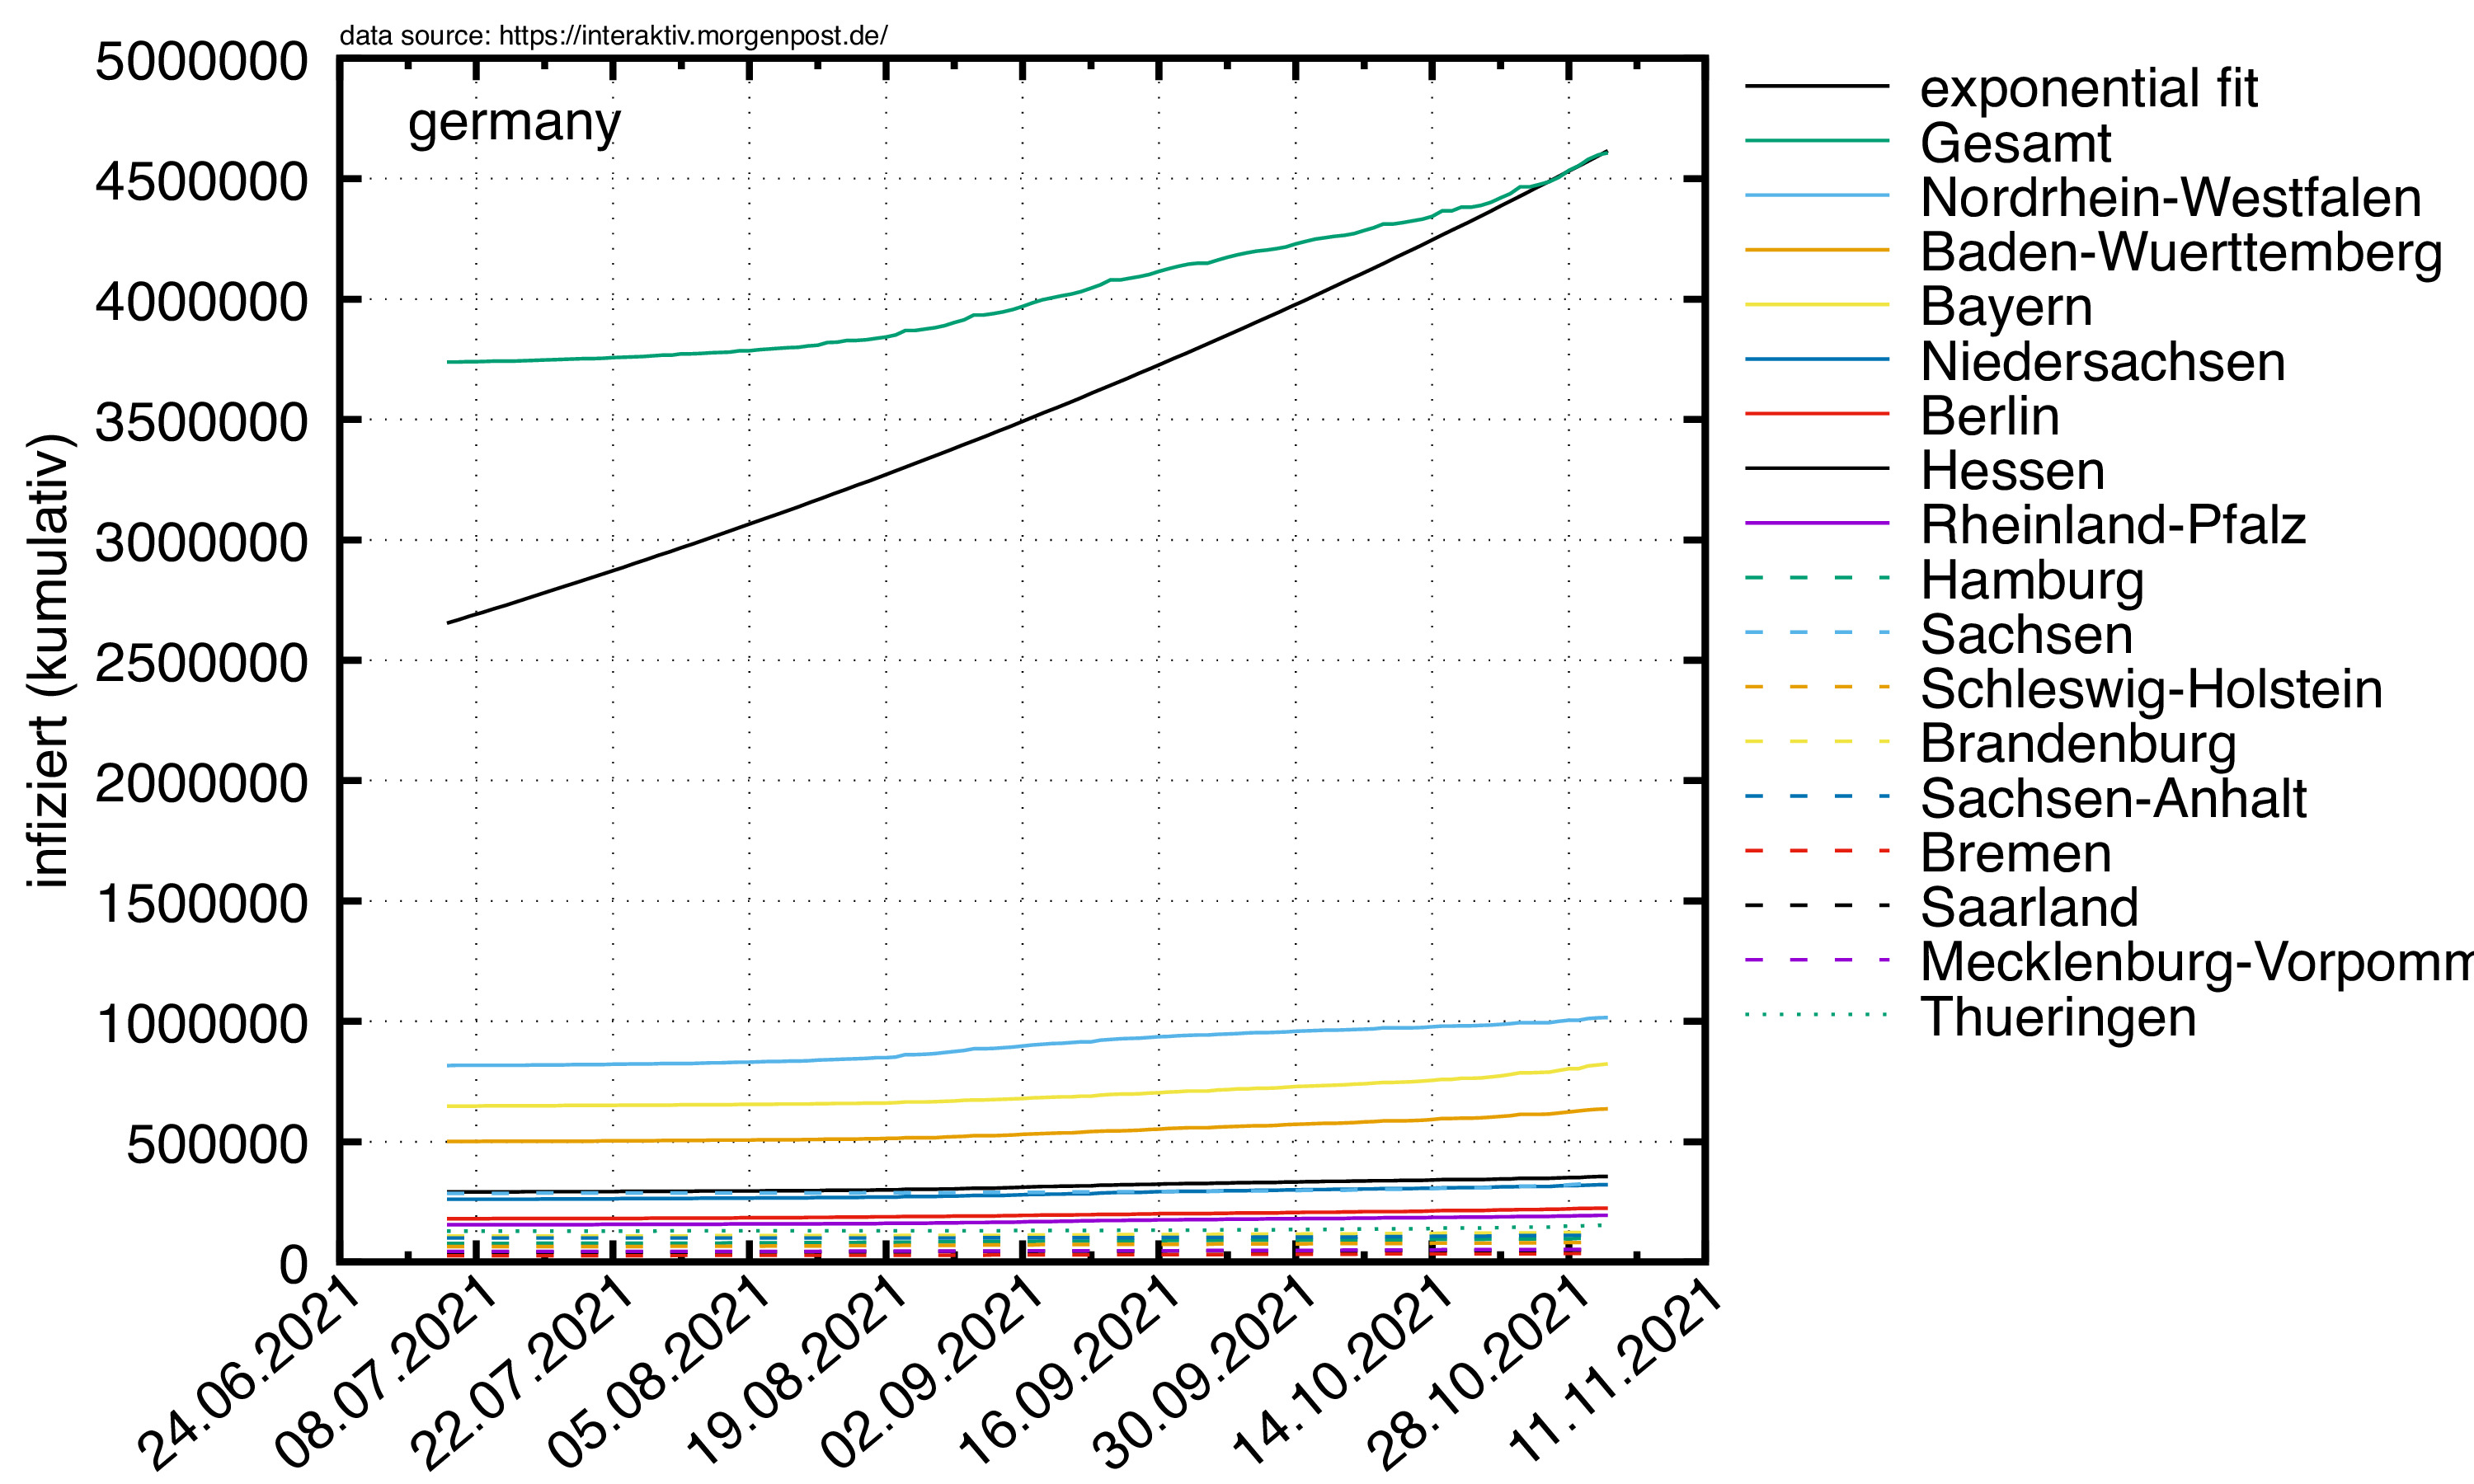 data source: https://interaktiv.morgenpost.de/
germany
infiziert (kumulativ)
5000000
4500000
4000000
3500000
3000000
2500000
2000000
1500000
1000000
500000
0
24.06.2021
08.07.2021
22.07.2021
05.08.2021
19.08.2021
02.09.2021
16.09.2021
30.09.2021
14.10.2021
28.10.2021
11.11.2021
exponential fit
Gesamt
Nordrhein-Westfalen
Baden-Wuerttemberg
Bayern
Niedersachsen
Berlin
Hessen
Rheinland-Pfalz
Hamburg
Sachsen
Schleswig-Holstein
Brandenburg
Sachsen-Anhalt
Bremen
Saarland
Mecklenburg-Vorpomm
Thueringen